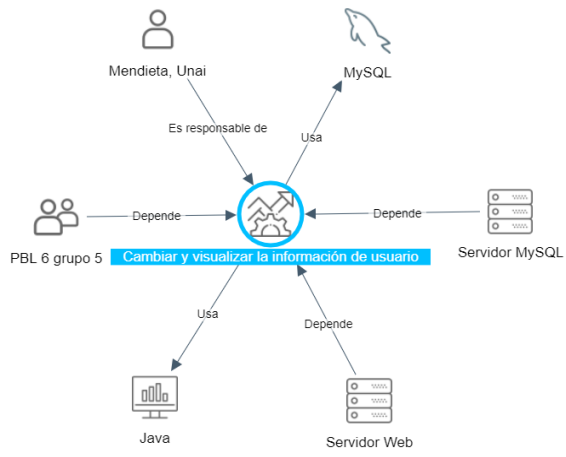 Mendieta, Unai
MySQL
Es responsable de
Usa
Depende
Depende
PBL 6 grupo 5
Cambiar y visualizar la información de usuario
Servidor MySQL
Usa
Depende
Java
Servidor Web